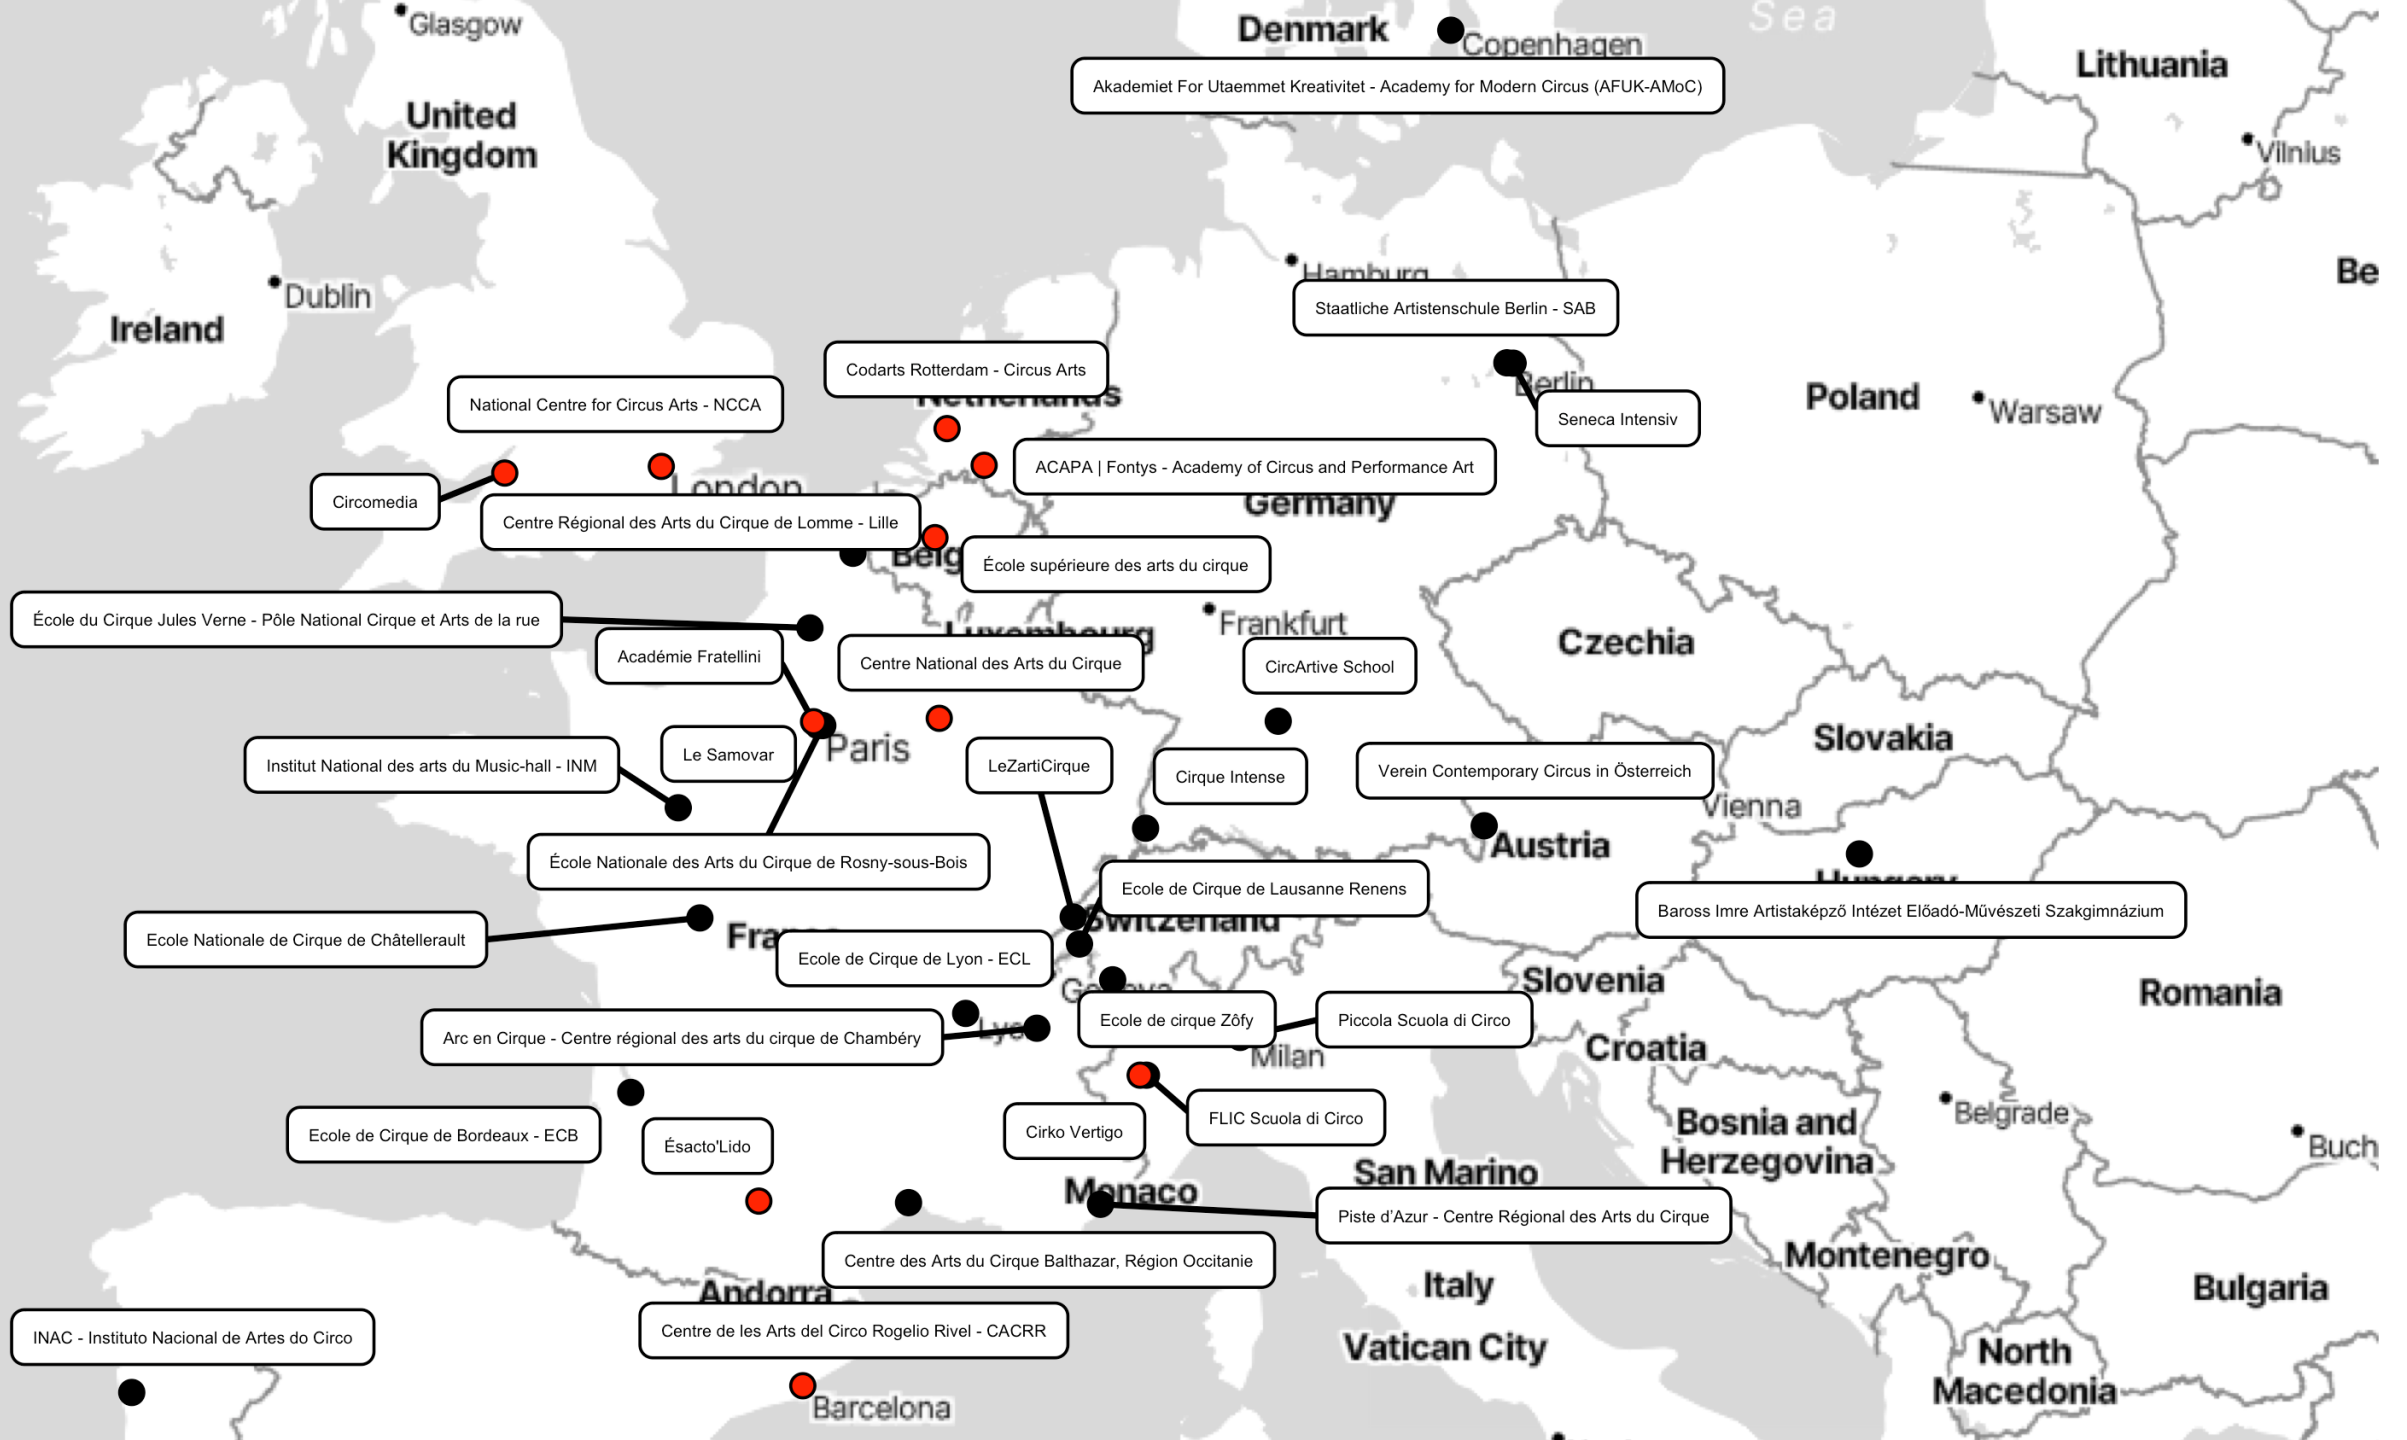 Glasgow
Denmark
Sea
Copenhagen
Lithuania
Akademiet For Utaemmet Kreativitet - Academy for Modern Circus (AFUK-AMoC)
United
Kingdom
Vilnius
Be
Dublin
Ireland
Hamburg
Staatliche Artistenschule Berlin - SAB
Codarts Rotterdam - Circus Arts
Netherlands
Berlin
National Centre for Circus Arts - NCCA
Seneca Intensiv
Poland
Warsaw
ACAPA | Fontys - Academy of Circus and Performance Art
London
Circomedia
Germany
Centre Régional des Arts du Cirque de Lomme - Lille
Belg
École supérieure des arts du cirque
École du Cirque Jules Verne - Pôle National Cirque et Arts de la rue
Luxembourg
Frankfurt
Czechia
Académie Fratellini
Centre National des Arts du Cirque
CircArtive School
Slovakia
Paris
Le Samovar
Institut National des arts du Music-hall - INM
LeZartiCirque
Cirque Intense
Verein Contemporary Circus in Österreich
Vienna
Austria
École Nationale des Arts du Cirque de Rosny-sous-Bois
Ecole de Cirque de Lausanne Renens
Hungary
Switzerland
Baross Imre Artistaképző Intézet Előadó-Művészeti Szakgimnázium
Ecole Nationale de Cirque de Châtellerault
France
Ecole de Cirque de Lyon - ECL
Geneva
Slovenia
Romania
Ecole de cirque Zôfy
Piccola Scuola di Circo
Arc en Cirque - Centre régional des arts du cirque de Chambéry
Lyo
Milan
Croatia
Ecole de Cirque de Bordeaux - ECB
Ésacto'Lido
Cirko Vertigo
FLIC Scuola di Circo
Bosnia and
Herzegovina
Belgrade
Buch
San Marino
Monaco
Piste d'Azur - Centre Régional des Arts du Cirque
Centre des Arts du Cirque Balthazar, Région Occitanie
Montenegro
Andorra
Italy
Bulgaria
INAC - Instituto Nacional de Artes do Circo
Centre de les Arts del Circo Rogelio Rivel - CACRR
Vatican City
North
Macedonia
Barcelona